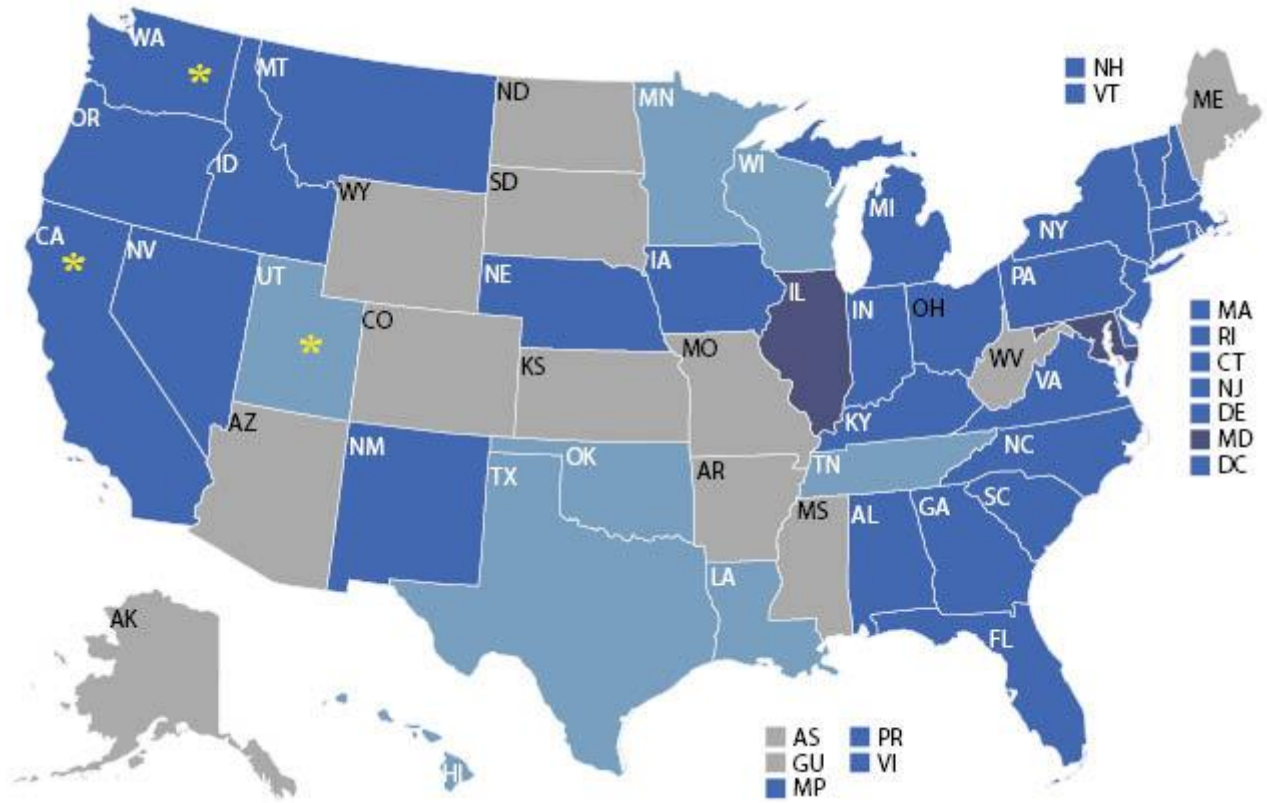 WA
*
MT
ND
MN
NH
VT
ME
OR
ID
WI
SD
WY
MI
NY
CA
*
NV
UT
NE
IA
PA
IL
IN
OH
MA
RI
CT
NJ
DE
MD
DC
*
CO
MO
KS
WV
VA
AZ
KY
NM
NC
OK
TN
TX
AR
SC
MS
AL
GA
LA
AK
FL
HI
AS
PR
GU
VI
MP